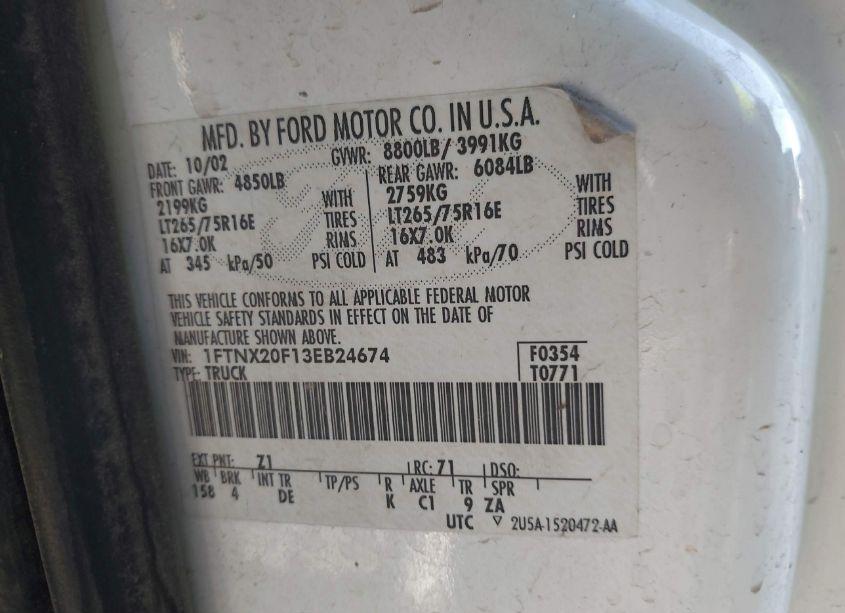 MFD. BY FORD MOTOR CO. IN U.S.A.
DATE: 10/02 GVWR: 8800LB/ 3991KG
FRONT GAWR: 4850LB REAR GAWR: 6084LB
2199KG WITH 2759KG WITH
LT265/75R16E TIRES LT265/75R16E TIRES
16X7.0K RIMS 16X7.0K RIMS
AT 345 kPa/50 PSI COLD AT 483 kPa/70 PSI COLD
THIS VEHICLE CONFORMS TO ALL APPLICABLE FEDERAL MOTOR
VEHICLE SAFETY STANDARDS IN EFFECT ON THE DATE OF
MANUFACTURE SHOWN ABOVE.
VIN: 1FTNX20F13EB24674 F0354
TYPE: TRUCK T0771
EXT PNT: Z1 RC: 71 DSO:
WB BRK INT TR TP/PS R AXLE TR SPR
158 4 DE K C1 9 ZA
UTC ▽ 2U5A-1520472-AA